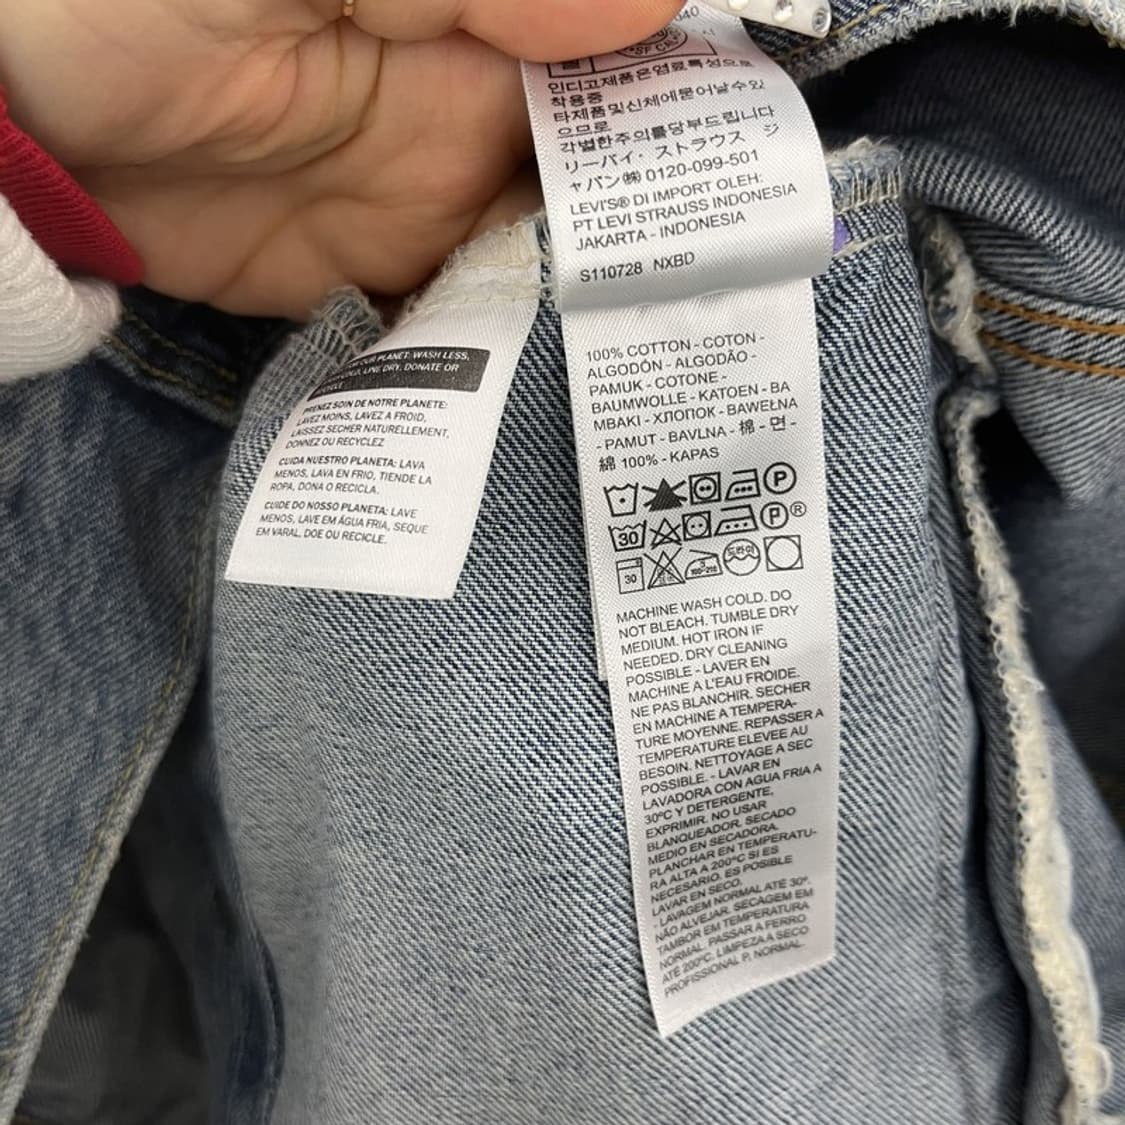 640
SF C
인디고제품은염료특성으로
착용중
타제품및신체에묻어날수있
으므로
각별한주의를당부드립니다
リーバイ・ストラウス ジ
ャパン㈱ 0120-099-501
LEVI'S® DI IMPORT OLEH:
PT LEVI STRAUSS INDONESIA
JAKARTA - INDONESIA
S110728 NXBD
OUR PLANET: WASH LESS,
LINE DRY, DONATE OR
PRENEZ SOIN DE NOTRE PLANETE:
LAVEZ MOINS, LAVEZ A FROID,
LAISSEZ SECHER NATURELLEMENT,
DONNEZ OU RECYCLEZ
CUIDA NUESTRO PLANETA: LAVA
MENOS, LAVA EN FRIO, TIENDE LA
ROPA, DONA O RECICLA.
CUIDE DO NOSSO PLANETA: LAVE
MENOS, LAVE EM ÁGUA FRIA, SEQUE
EM VARAL, DOE OU RECICLE.
100% COTTON - COTON -
ALGODÓN - ALGODÃO -
PAMUK - COTONE -
BAUMWOLLE - KATOEN - BA
MBAKI - ХЛОПОК - BAWEŁNA
- PAMUT - BAVLNA - 棉 - 면 -
綿 100% - KAPAS
P
30 P ®
30 드라이
MACHINE WASH COLD. DO
NOT BLEACH. TUMBLE DRY
MEDIUM. HOT IRON IF
NEEDED. DRY CLEANING
POSSIBLE - LAVER EN
MACHINE A L'EAU FROIDE.
NE PAS BLANCHIR. SECHER
EN MACHINE A TEMPERA-
TURE MOYENNE. REPASSER A
TEMPERATURE ELEVEE AU
BESOIN. NETTOYAGE A SEC
POSSIBLE. - LAVAR EN
LAVADORA CON AGUA FRIA A
30ºC Y DETERGENTE,
EXPRIMIR. NO USAR
BLANQUEADOR. SECADO
MEDIO EN SECADORA.
PLANCHAR EN TEMPERATU-
RA ALTA A 200ºC SI ES
NECESARIO. ES POSIBLE
LAVAR EN SECO.
- LAVAGEM NORMAL ATÉ 30º.
NÃO ALVEJAR. SECAGEM EM
TAMBOR EM TEMPERATURA
NORMAL. PASSAR A FERRO
ATÉ 200ºC. LIMPEZA A SECO
PROFISSIONAL P, NORMAL.